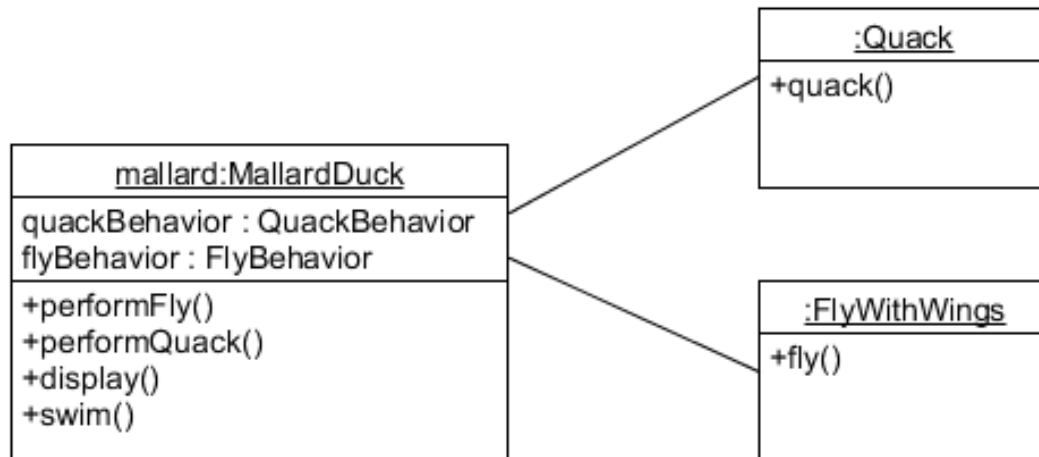 :Quack
+quack()
mallard:MallardDuck
quackBehavior : QuackBehavior
flyBehavior : FlyBehavior
+performFly()
+performQuack()
+display()
+swim()
:FlyWithWings
+fly()